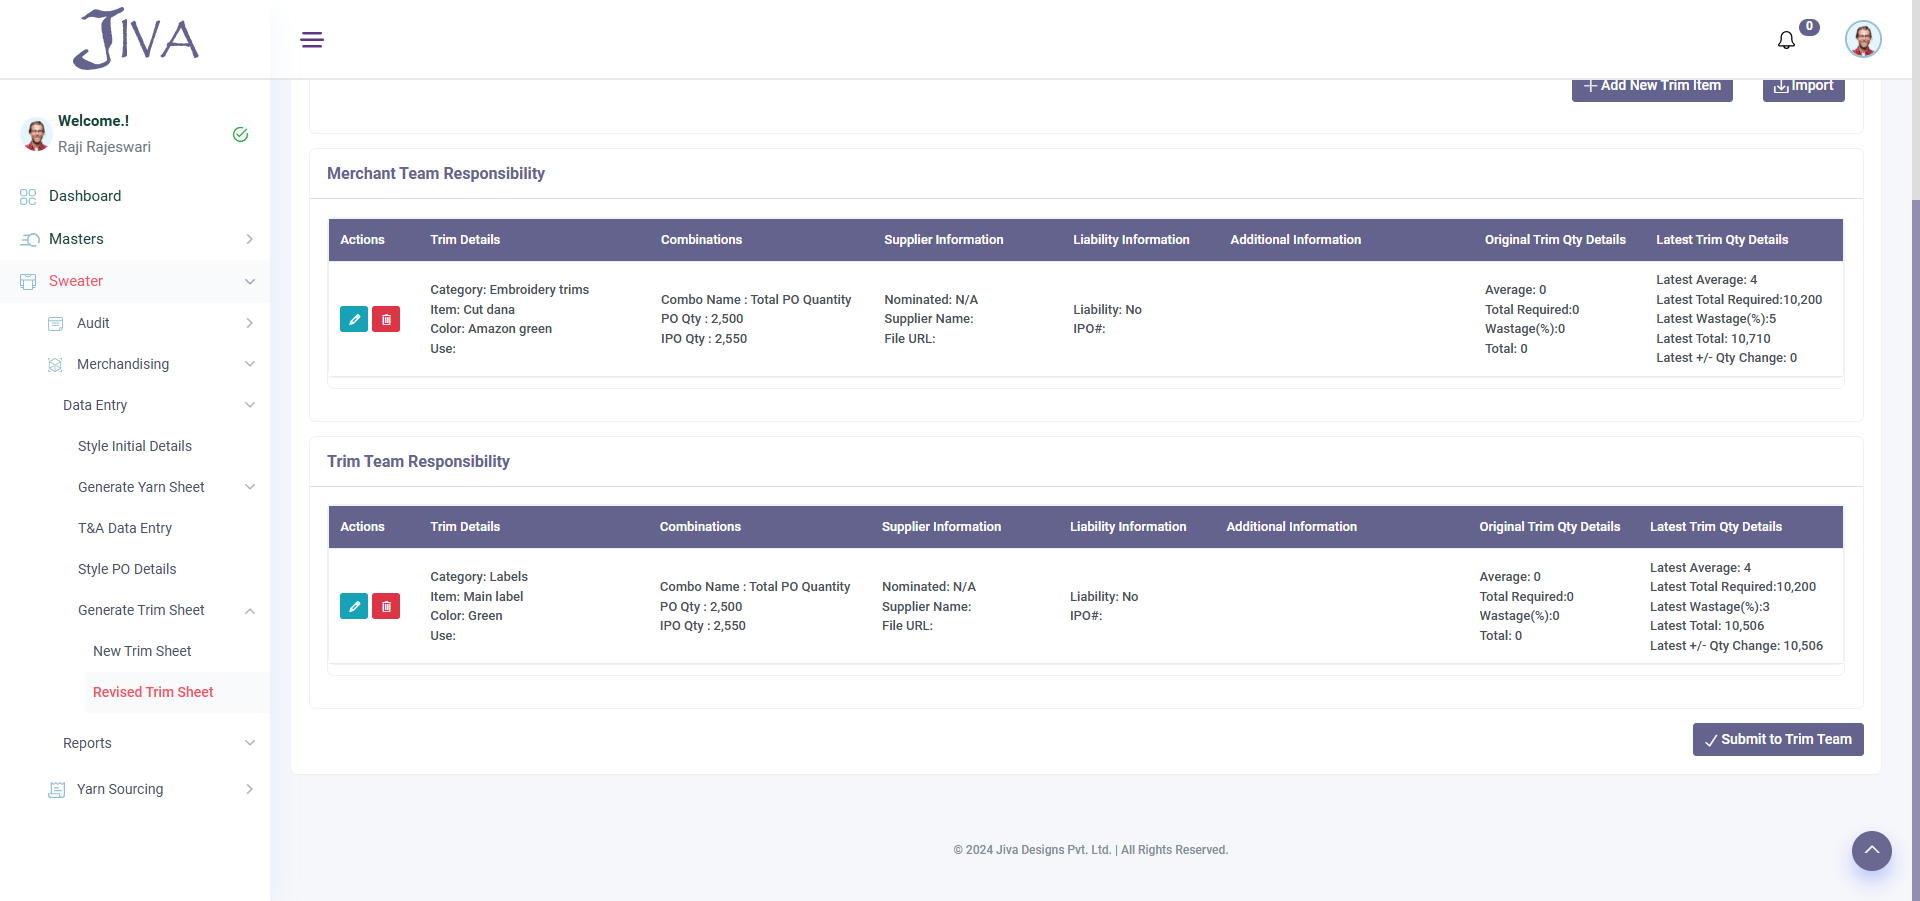 JIVA
0
Welcome.!
Raji Rajeswari
Dashboard
Masters
Sweater
Audit
Merchandising
Data Entry
Style Initial Details
Generate Yarn Sheet
T&A Data Entry
Style PO Details
Generate Trim Sheet
New Trim Sheet
Revised Trim Sheet
Reports
Yarn Sourcing
Add New Trim Item
Import
Merchant Team Responsibility
Actions Trim Details Combinations Supplier Information Liability Information Additional Information Original Trim Qty Details Latest Trim Qty Details
Category: Embroidery trims
Item: Cut dana
Color: Amazon green
Use:
Combo Name : Total PO Quantity
PO Qty : 2,500
IPO Qty : 2,550
Nominated: N/A
Supplier Name:
File URL:
Liability: No
IPO#:
Average: 0
Total Required:0
Wastage(%):0
Total: 0
Latest Average: 4
Latest Total Required:10,200
Latest Wastage(%):5
Latest Total: 10,710
Latest +/- Qty Change: 0
Trim Team Responsibility
Actions Trim Details Combinations Supplier Information Liability Information Additional Information Original Trim Qty Details Latest Trim Qty Details
Category: Labels
Item: Main label
Color: Green
Use:
Combo Name : Total PO Quantity
PO Qty : 2,500
IPO Qty : 2,550
Nominated: N/A
Supplier Name:
File URL:
Liability: No
IPO#:
Average: 0
Total Required:0
Wastage(%):0
Total: 0
Latest Average: 4
Latest Total Required:10,200
Latest Wastage(%):3
Latest Total: 10,506
Latest +/- Qty Change: 10,506
Submit to Trim Team
© 2024 Jiva Designs Pvt. Ltd. | All Rights Reserved.